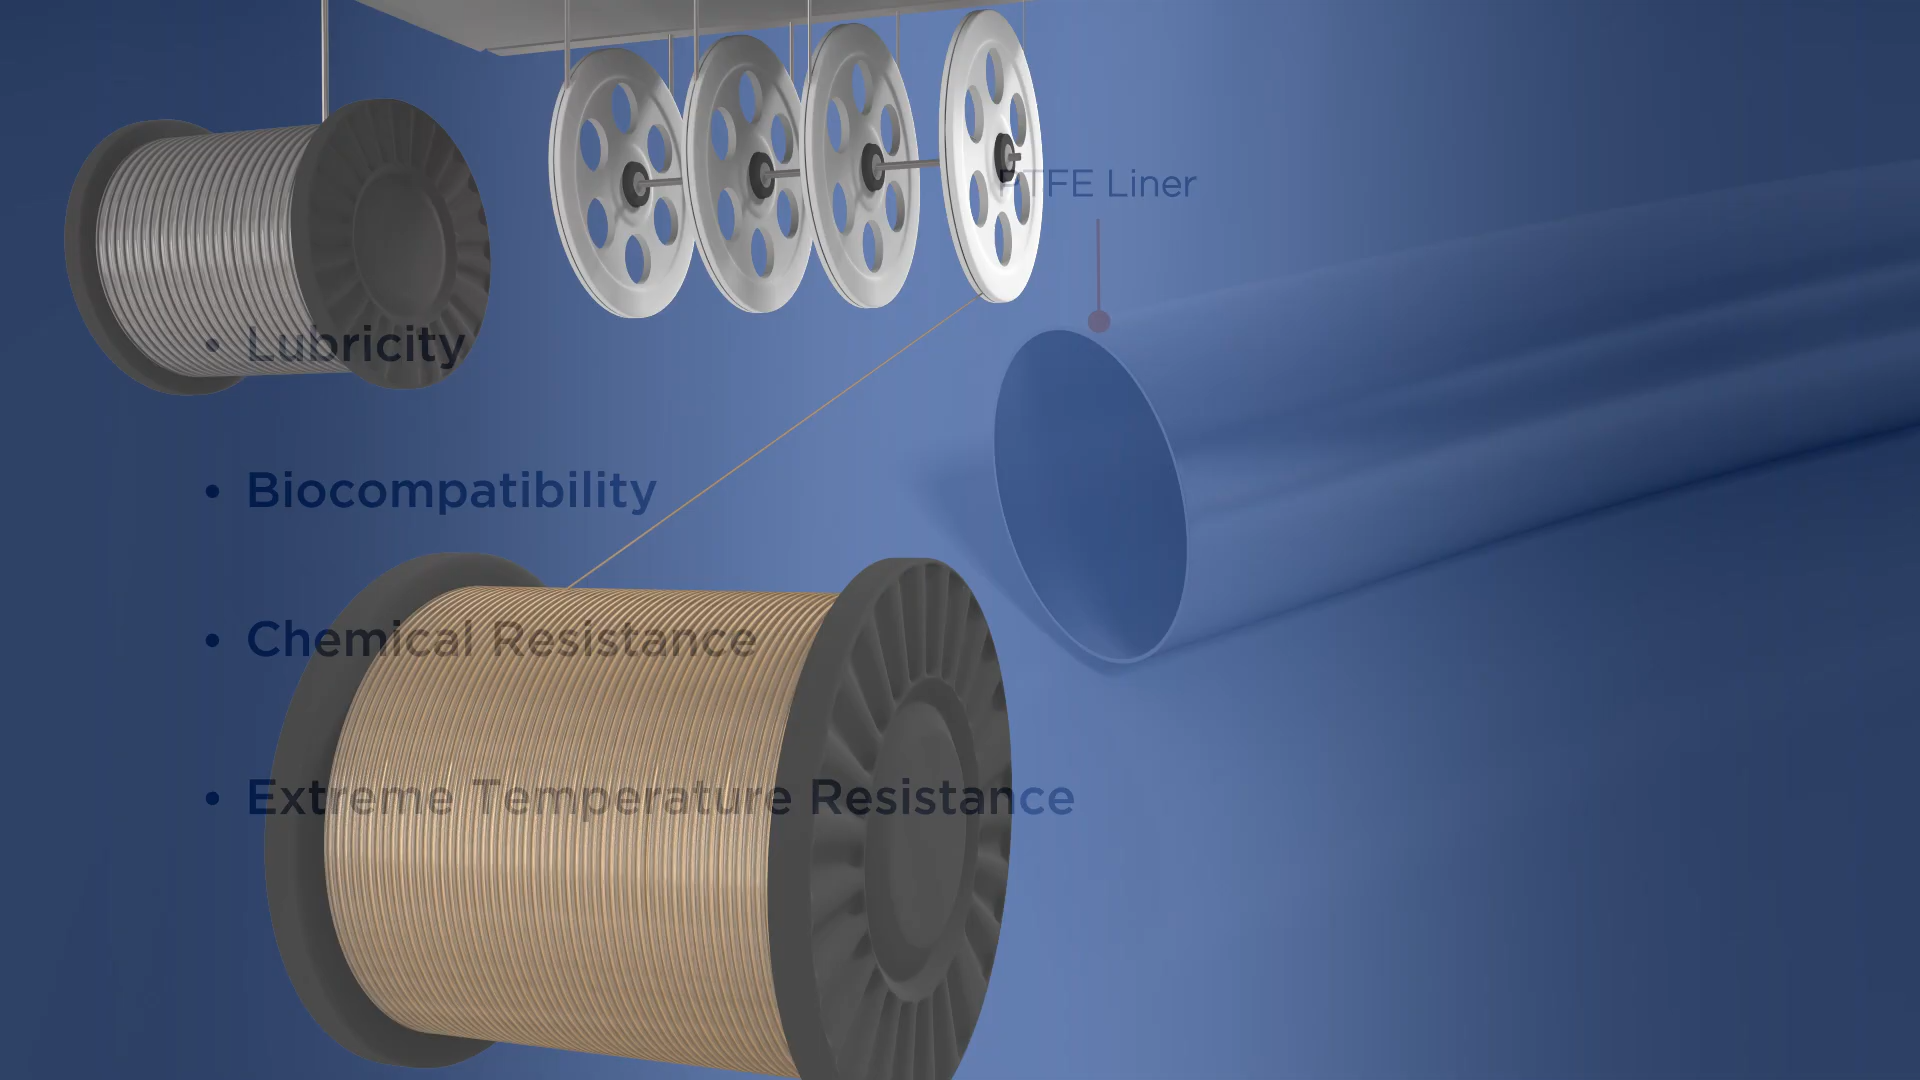 PTFE Liner
• Lubricity
• Biocompatibility
• Chemical Resistance
• Extreme Temperature Resistance